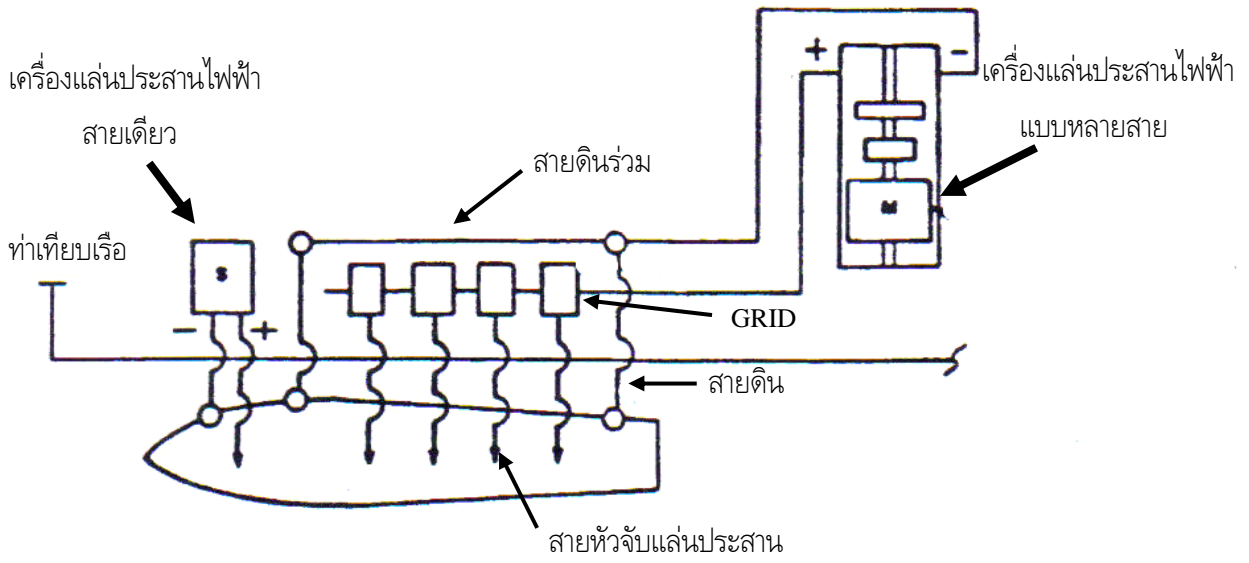 เครื่องแล่นประสานไฟฟ้า
สายเดียว
ท่าเทียบเรือ
S
− +
สายดินร่วม
+ −
เครื่องแล่นประสานไฟฟ้า
แบบหลายสาย
M
GRID
สายดิน
สายหัวจับแล่นประสาน